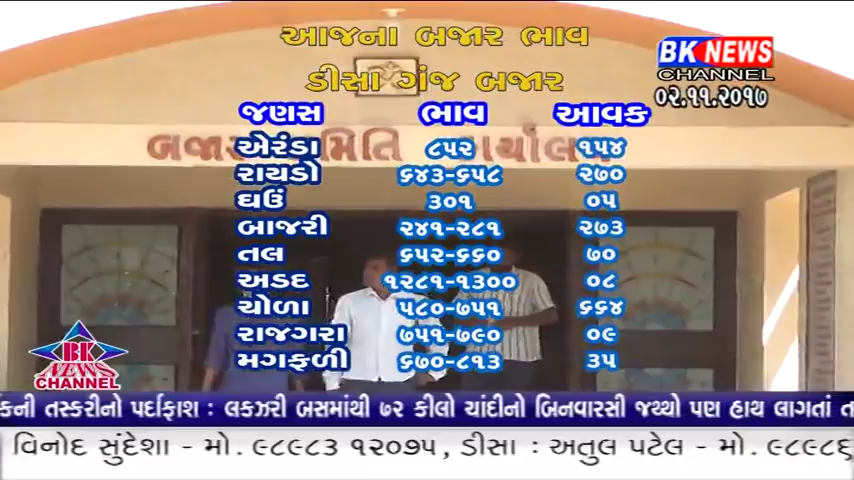 આજના બજાર ભાવ
ડીસા ગંજ બજાર
BK NEWS
CHANNEL
૦૨.૧૧.૨૦૧૭
જણસ ભાવ આવક
એરંડા ૮૫૨ ૧૫૪
રાયડો ૬૪૩-૬૫૮ ૨૭૦
ઘઉં ૩૦૧ ૦૫
બાજરી ૨૪૧-૨૮૧ ૨૭૩
તલ ૬૫૨-૬૬૦ ૭૦
અડદ ૧૨૮૧-૧૩૦૦ ૦૮
ચોળા ૫૮૦-૭૫૧ ૬૬૪
રાજગરા ૭૫૧-૭૯૦ ૦૯
મગફળી ૬૭૦-૮૧૩ ૩૫
BK
NEWS
CHANNEL
કની તસ્કરીનો પર્દાફાશ : લકઝરી બસમાંથી ૭૨ કીલો ચાંદીનો બિનવારસી જથ્થો પણ હાથ લાગતાં
વિનોદ સુંદેશા - મો. ૯૮૯૮૩ ૧૨૦૭૫, ડીસા : અતુલ પટેલ - મો. ૯૮૯૮૬